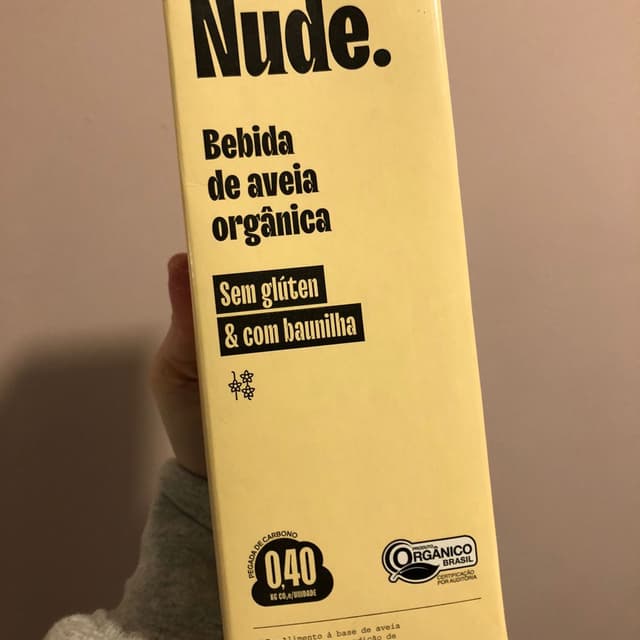 Nude.
Bebida
de aveia
orgânica
Sem glúten
& com baunilha
PEGADA DE CARBONO
0,40
KG CO₂e/UNIDADE
PRODUTO
ORGÂNICO
BRASIL
CERTIFICAÇÃO
POR AUDITORIA
Alimento à base de aveia